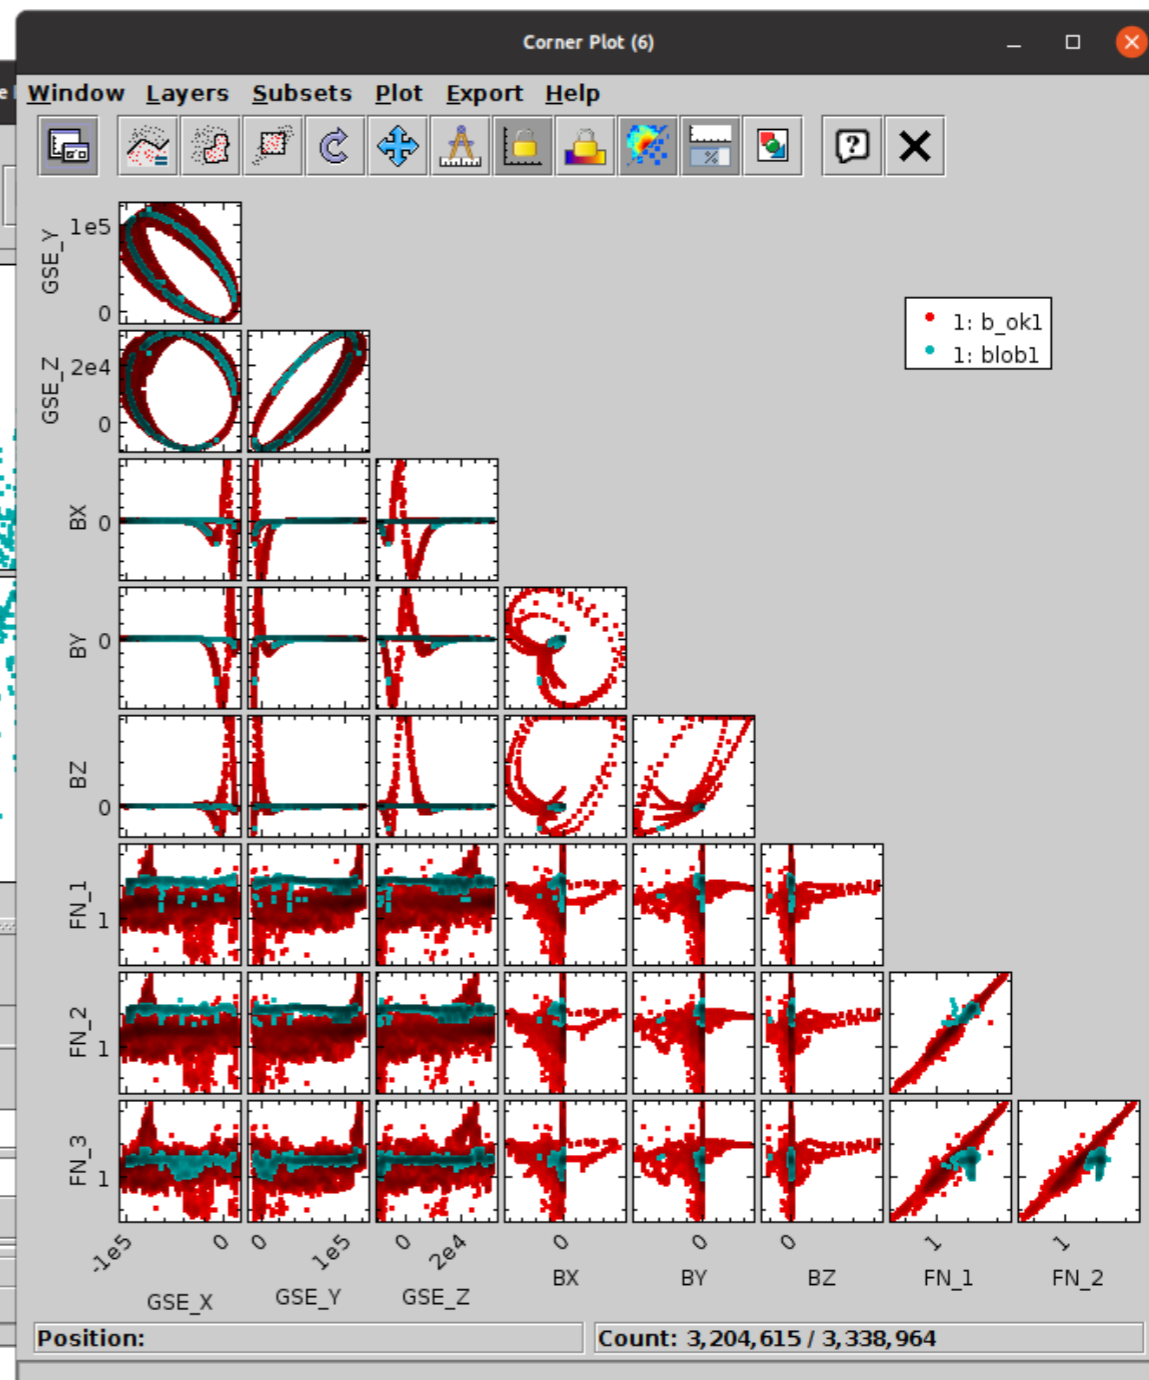 Corner Plot (6)
Window Layers Subsets Plot Export Help
GSE_Y
1e5
0
1: b_ok1
1: blob1
GSE_Z
2e4
0
BX
0
BY
0
BZ
0
FN_1
1
FN_2
1
FN_3
1
-1e5 0 0 1e5 0 2e4 0 0 0 1 1
GSE_X GSE_Y GSE_Z BX BY BZ FN_1 FN_2
Position: Count: 3,204,615 / 3,338,964